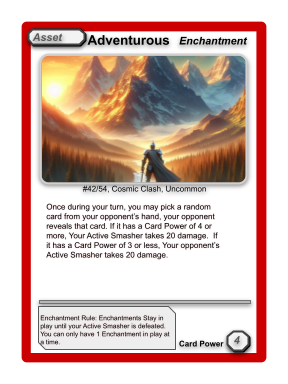 Asset
Adventurous Enchantment
#42/54, Cosmic Clash, Uncommon
Once during your turn, you may pick a random
card from your opponent's hand, your opponent
reveals that card. If it has a Card Power of 4 or
more, Your Active Smasher takes 20 damage. If
it has a Card Power of 3 or less, Your opponent's
Active Smasher takes 20 damage.
Enchantment Rule: Enchantments Stay in
play until your Active Smasher is defeated.
You can only have 1 Enchantment in play at
a time.
Card Power 4